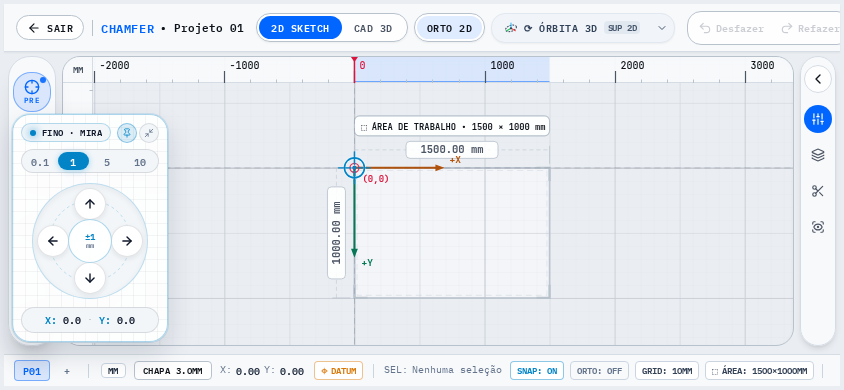 SAIR
CHAMFER • Projeto 01
2D SKETCH
CAD 3D
ORTO 2D
ÓRBITA 3D
SUP 2D
Desfazer
Refazer
MM
-2000
-1000
0
1000
2000
3000
PRE
FINO · MIRA
0.1
1
5
10
±1
mm
X: 0.0 · Y: 0.0
ÁREA DE TRABALHO • 1500 × 1000 mm
1500.00 mm
+X
(0,0)
1000.00 mm
+Y
P01
+
MM
CHAPA 3.0MM
X: 0.00 Y: 0.00
DATUM
SEL: Nenhuma seleção
SNAP: ON
ORTO: OFF
GRID: 10MM
ÁREA: 1500×1000MM